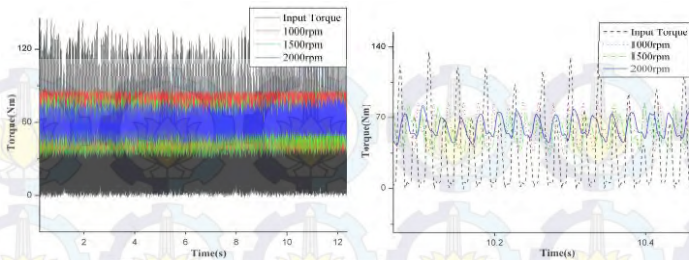 Input Torque
1000rpm
1500rpm
2000rpm
120
60
0
Torque(Nm)
2 4 6 8 10 12
Time(s)
Input Torque
1000rpm
1500rpm
2000rpm
140
70
0
Torque(Nm)
10.2 10.4
Time(s)